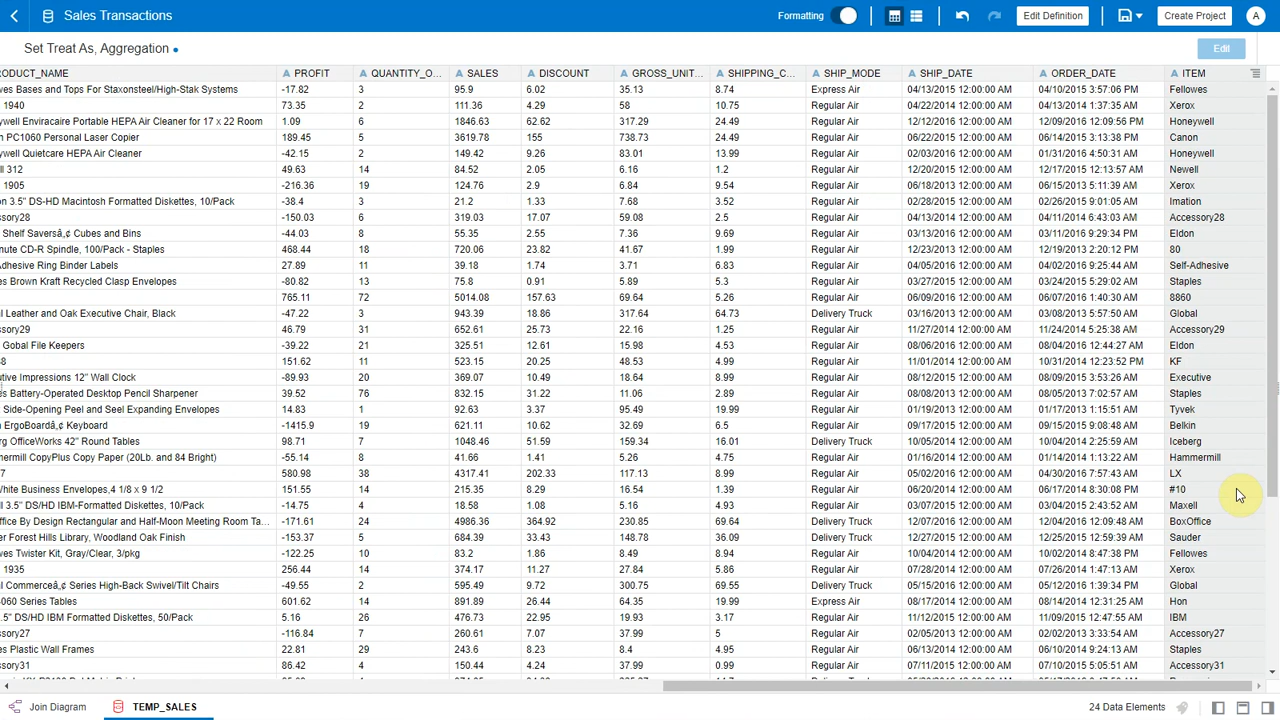 Sales Transactions Formatting Edit Definition Create Project A
Set Treat As, Aggregation Edit
RODUCT_NAME A PROFIT A QUANTITY_O... A SALES A DISCOUNT A GROSS_UNIT... A SHIPPING_C... A SHIP_MODE A SHIP_DATE A ORDER_DATE A ITEM
wes Bases and Tops For Staxonsteel/High-Stak Systems -17.82 3 95.9 6.02 35.13 8.74 Express Air 04/13/2015 12:00:00 AM 04/10/2015 3:57:06 PM Fellowes
1940 73.35 2 111.36 4.29 58 10.75 Regular Air 04/22/2014 12:00:00 AM 04/13/2014 1:37:35 AM Xerox
ywell Enviracaire Portable HEPA Air Cleaner for 17 x 22 Room 1.09 6 1846.63 62.62 317.29 24.49 Regular Air 12/12/2016 12:00:00 AM 12/09/2016 12:09:56 PM Honeywell
n PC1060 Personal Laser Copier 189.45 5 3619.78 155 738.73 24.49 Regular Air 06/22/2015 12:00:00 AM 06/14/2015 3:13:38 PM Canon
ywell Quietcare HEPA Air Cleaner -42.15 2 149.42 9.26 83.01 13.99 Regular Air 02/03/2016 12:00:00 AM 01/31/2016 4:50:31 AM Honeywell
ll 312 49.63 14 84.52 2.05 6.16 1.2 Regular Air 12/20/2015 12:00:00 AM 12/17/2015 12:13:57 AM Newell
1905 -216.36 19 124.76 2.9 6.84 9.54 Regular Air 06/18/2013 12:00:00 AM 06/15/2013 5:11:39 AM Xerox
on 3.5" DS-HD Macintosh Formatted Diskettes, 10/Pack -38.4 3 21.2 1.33 7.68 3.52 Regular Air 02/28/2015 12:00:00 AM 02/26/2015 9:01:05 AM Imation
ssory28 -150.03 6 319.03 17.07 59.08 2.5 Regular Air 04/13/2014 12:00:00 AM 04/11/2014 6:43:03 AM Accessory28
Shelf Saversâ„¢ Cubes and Bins -44.03 8 55.35 2.55 7.36 9.69 Regular Air 03/13/2016 12:00:00 AM 03/11/2016 9:29:34 PM Eldon
nute CD-R Spindle, 100/Pack - Staples 468.44 18 720.06 23.82 41.67 1.99 Regular Air 12/23/2013 12:00:00 AM 12/19/2013 2:20:12 PM 80
Adhesive Ring Binder Labels 27.89 11 39.18 1.74 3.71 6.83 Regular Air 04/05/2016 12:00:00 AM 04/02/2016 9:25:44 AM Self-Adhesive
es Brown Kraft Recycled Clasp Envelopes -80.82 13 75.8 0.91 5.89 5.3 Regular Air 03/27/2015 12:00:00 AM 03/24/2015 5:29:02 AM Staples
765.11 72 5014.08 157.63 69.64 5.26 Regular Air 06/09/2016 12:00:00 AM 06/07/2016 1:40:30 AM 8860
al Leather and Oak Executive Chair, Black -47.22 3 943.39 18.86 317.64 64.73 Delivery Truck 03/16/2013 12:00:00 AM 03/08/2013 5:57:50 AM Global
ssory29 46.79 31 652.61 25.73 22.16 1.25 Regular Air 11/27/2014 12:00:00 AM 11/24/2014 5:25:38 AM Accessory29
Gobal File Keepers -39.22 21 325.51 12.61 15.98 4.53 Regular Air 08/06/2016 12:00:00 AM 08/04/2016 12:44:27 AM Eldon
68 151.62 11 523.15 20.25 48.53 4.99 Regular Air 11/01/2014 12:00:00 AM 10/31/2014 12:23:52 PM KF
utive Impressions 12" Wall Clock -89.93 20 369.07 10.49 18.64 8.99 Regular Air 08/09/2015 12:00:00 AM 08/09/2015 3:53:26 AM Executive
es Battery-Operated Desktop Pencil Sharpener 39.52 76 832.15 31.22 11.06 2.89 Regular Air 08/08/2013 12:00:00 AM 08/08/2015 7:02:57 AM Staples
k Side-Opening Peel and Seel Expanding Envelopes 14.83 1 92.63 3.37 95.49 19.99 Regular Air 01/19/2013 12:00:00 AM 01/17/2013 1:15:51 AM Tyvek
n ErgoBoardâ„¢ Keyboard -1415.9 19 621.11 10.62 32.69 6.5 Regular Air 09/17/2015 12:00:00 AM 09/15/2015 9:08:48 AM Belkin
rg OfficeWorks 42" Round Tables 98.71 7 1048.46 51.59 159.34 16.01 Delivery Truck 10/05/2014 12:00:00 AM 10/04/2014 2:25:59 AM Iceberg
mermill CopyPlus Copy Paper (20Lb. and 84 Bright) -55.14 8 41.66 1.41 5.26 4.75 Regular Air 01/16/2014 12:00:00 AM 01/14/2014 1:13:22 AM Hammermill
7 580.98 38 4317.41 202.33 117.13 8.99 Regular Air 05/02/2016 12:00:00 AM 04/30/2016 7:57:43 AM LX
hite Business Envelopes,4 1/8 x 9 1/2 151.55 14 215.35 8.29 16.54 1.39 Regular Air 06/20/2014 12:00:00 AM 06/17/2014 8:30:08 PM #10
ll 3.5" DS/HD IBM-Formatted Diskettes, 10/Pack -14.75 4 18.58 1.08 5.16 4.93 Regular Air 03/07/2015 12:00:00 AM 03/05/2015 2:43:52 AM Maxell
ffice By Design Rectangular and Half-Moon Meeting Room Ta... -171.61 24 4986.36 364.92 230.85 69.64 Delivery Truck 12/07/2016 12:00:00 AM 12/04/2016 12:09:48 AM BoxOffice
er Forest Hills Library, Woodland Oak Finish -153.37 5 684.39 33.43 148.78 36.09 Delivery Truck 12/27/2015 12:00:00 AM 12/25/2015 12:59:39 AM Sauder
wes Twister Kit, Gray/Clear, 3/pkg -122.25 10 83.2 1.86 8.49 8.94 Regular Air 10/04/2014 12:00:00 AM 10/02/2014 8:47:38 PM Fellowes
1935 256.44 14 374.17 11.27 27.84 5.86 Regular Air 07/28/2014 12:00:00 AM 07/26/2014 1:47:13 AM Xerox
al Commerceâ„¢ Series High-Back Swivel/Tilt Chairs -49.55 2 595.49 9.72 300.75 69.55 Delivery Truck 05/15/2016 12:00:00 AM 05/12/2016 1:39:34 PM Global
4060 Series Tables 601.62 14 891.89 26.44 64.35 19.99 Express Air 08/17/2014 12:00:00 AM 08/14/2014 12:31:25 AM Hon
3.5" DS/HD IBM Formatted Diskettes, 50/Pack 5.16 26 476.73 22.95 19.93 3.17 Regular Air 11/12/2015 12:00:00 AM 11/09/2015 12:47:55 AM IBM
ssory27 -116.84 7 260.61 7.07 37.99 5 Regular Air 02/05/2013 12:00:00 AM 02/02/2013 3:33:54 AM Accessory27
es Plastic Wall Frames 22.81 29 243.6 8.23 8.4 4.95 Regular Air 06/13/2014 12:00:00 AM 06/10/2014 9:24:13 AM Staples
ssory31 86.42 4 150.44 4.24 37.99 0.99 Regular Air 07/11/2015 12:00:00 AM 07/10/2015 5:05:51 AM Accessory31
Join Diagram TEMP_SALES 24 Data Elements